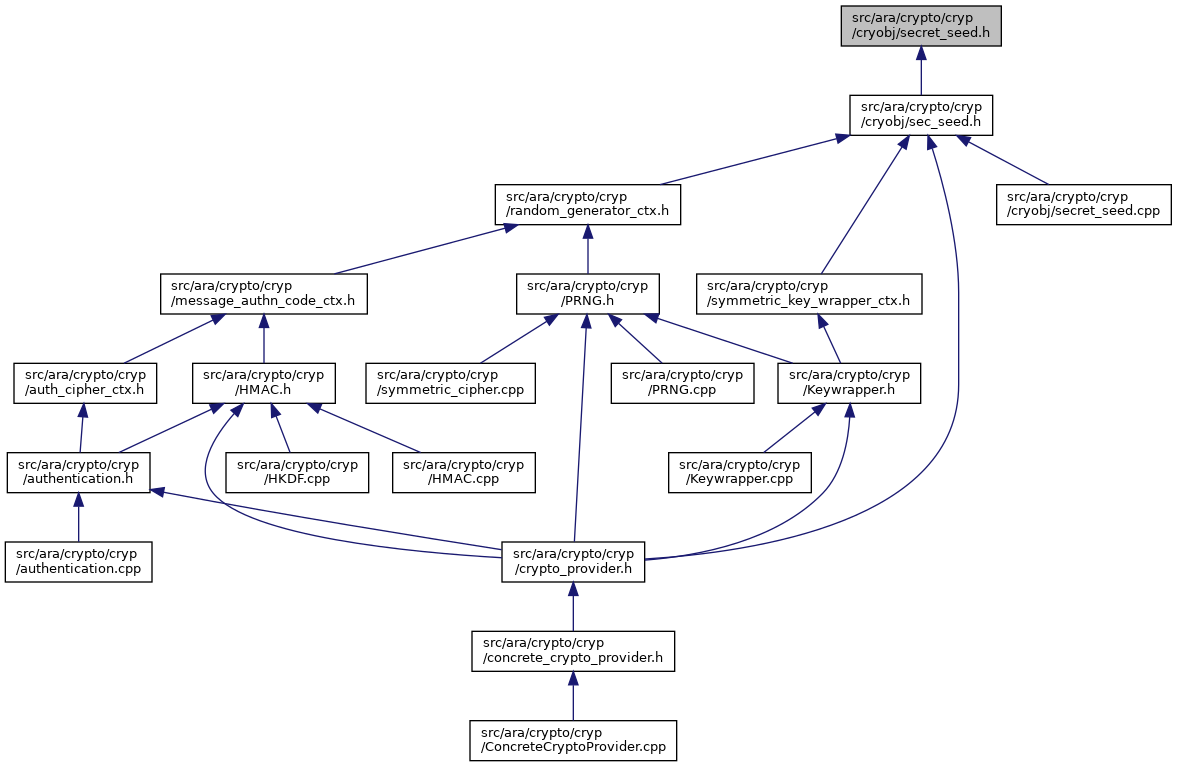 src/ara/crypto/cryp
/cryobj/secret_seed.h
src/ara/crypto/cryp
/cryobj/sec_seed.h
src/ara/crypto/cryp
/random_generator_ctx.h
src/ara/crypto/cryp
/cryobj/secret_seed.cpp
src/ara/crypto/cryp
/message_authn_code_ctx.h
src/ara/crypto/cryp
/PRNG.h
src/ara/crypto/cryp
/symmetric_key_wrapper_ctx.h
src/ara/crypto/cryp
/auth_cipher_ctx.h
src/ara/crypto/cryp
/HMAC.h
src/ara/crypto/cryp
/symmetric_cipher.cpp
src/ara/crypto/cryp
/PRNG.cpp
src/ara/crypto/cryp
/Keywrapper.h
src/ara/crypto/cryp
/authentication.h
src/ara/crypto/cryp
/HKDF.cpp
src/ara/crypto/cryp
/HMAC.cpp
src/ara/crypto/cryp
/Keywrapper.cpp
src/ara/crypto/cryp
/authentication.cpp
src/ara/crypto/cryp
/crypto_provider.h
src/ara/crypto/cryp
/concrete_crypto_provider.h
src/ara/crypto/cryp
/ConcreteCryptoProvider.cpp